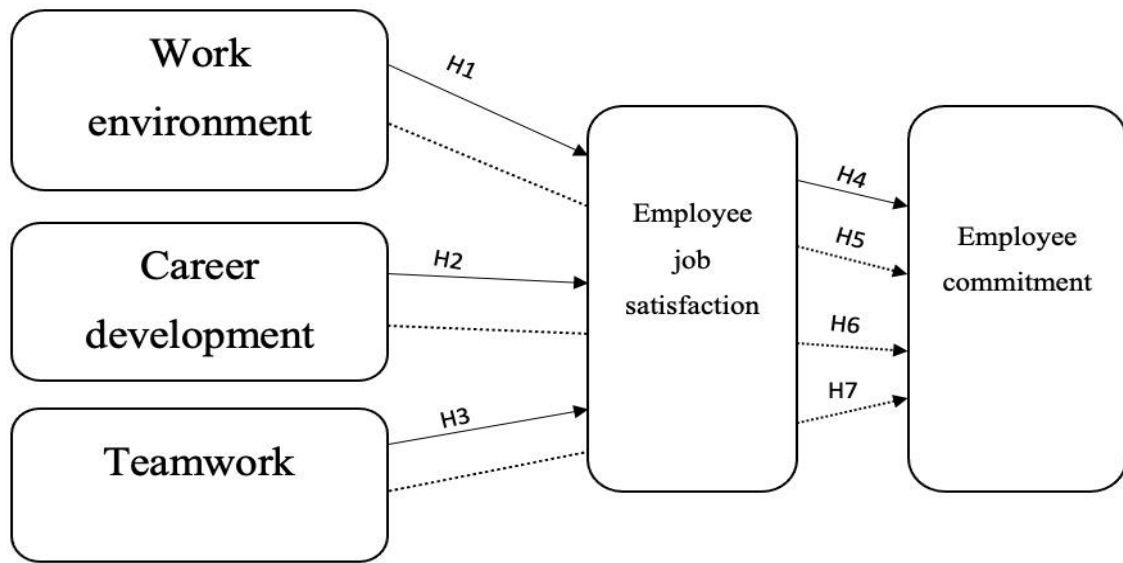 Work
environment
H1
Career
development
H2
Teamwork
H3
Employee
job
satisfaction
H4
H5
H6
H7
Employee
commitment